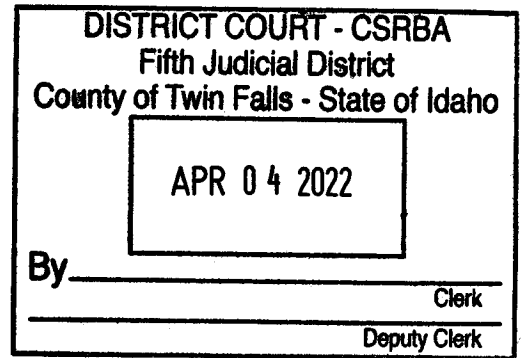 DISTRICT COURT - CSRBA
Fifth Judicial District
County of Twin Falls - State of Idaho
APR 04 2022
By
Clerk
Deputy Clerk